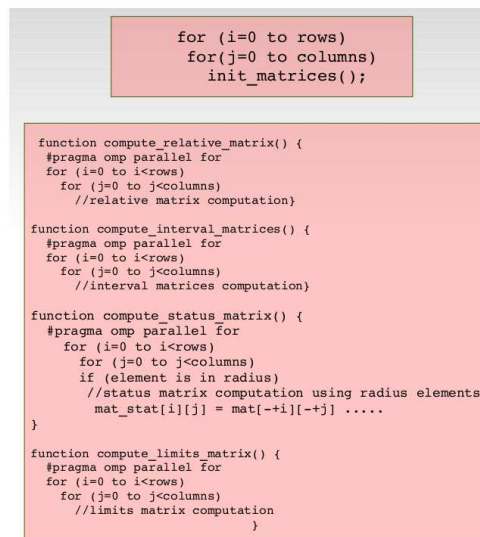 for (i=0 to rows)
for(j=0 to columns)
init_matrices();
function compute_relative_matrix() {
#pragma omp parallel for
for (i=0 to i<rows)
for (j=0 to j<columns)
//relative matrix computation}
function compute_interval_matrices() {
#pragma omp parallel for
for (i=0 to i<rows)
for (j=0 to j<columns)
//interval matrices computation}
function compute_status_matrix() {
#pragma omp parallel for
for (i=0 to i<rows)
for (j=0 to j<columns)
if (element is in radius)
//status matrix computation using radius elements
mat_stat[i][j] = mat[-+i][-+j] .....
}
function compute_limits_matrix() {
#pragma omp parallel for
for (i=0 to i<rows)
for (j=0 to j<columns)
//limits matrix computation
}